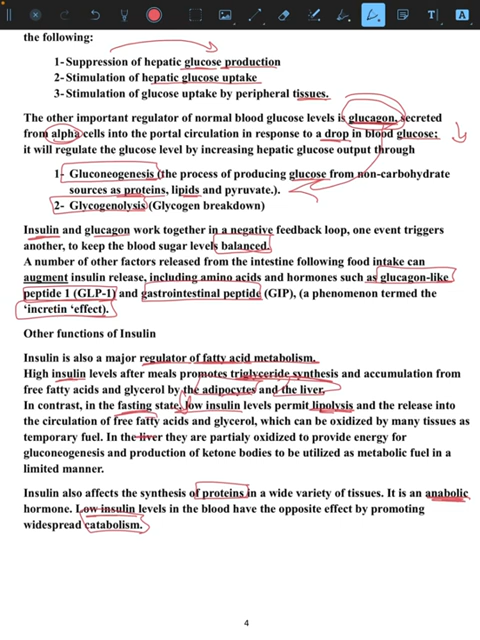 the following:
1-Suppression of hepatic glucose production
2-Stimulation of hepatic glucose uptake
3-Stimulation of glucose uptake by peripheral tissues.
The other important regulator of normal blood glucose levels is glucagon, secreted
from alpha cells into the portal circulation in response to a drop in blood glucose;
it will regulate the glucose level by increasing hepatic glucose output through
1- Gluconeogenesis (the process of producing glucose from non-carbohydrate
sources as proteins, lipids and pyruvate.).
2- Glycogenolysis (Glycogen breakdown)
Insulin and glucagon work together in a negative feedback loop, one event triggers
another, to keep the blood sugar levels balanced.
A number of other factors released from the intestine following food intake can
augment insulin release, including amino acids and hormones such as glucagon-like
peptide 1 (GLP-1) and gastrointestinal peptide (GIP), (a phenomenon termed the
‘incretin ‘effect).
Other functions of Insulin
Insulin is also a major regulator of fatty acid metabolism.
High insulin levels after meals promotes triglyceride synthesis and accumulation from
free fatty acids and glycerol by the adipocytes and the liver.
In contrast, in the fasting state, low insulin levels permit lipolysis and the release into
the circulation of free fatty acids and glycerol, which can be oxidized by many tissues as
temporary fuel. In the liver they are partialy oxidized to provide energy for
gluconeogenesis and production of ketone bodies to be utilized as metabolic fuel in a
limited manner.
Insulin also affects the synthesis of proteins in a wide variety of tissues. It is an anabolic
hormone. Low insulin levels in the blood have the opposite effect by promoting
widespread catabolism.
4